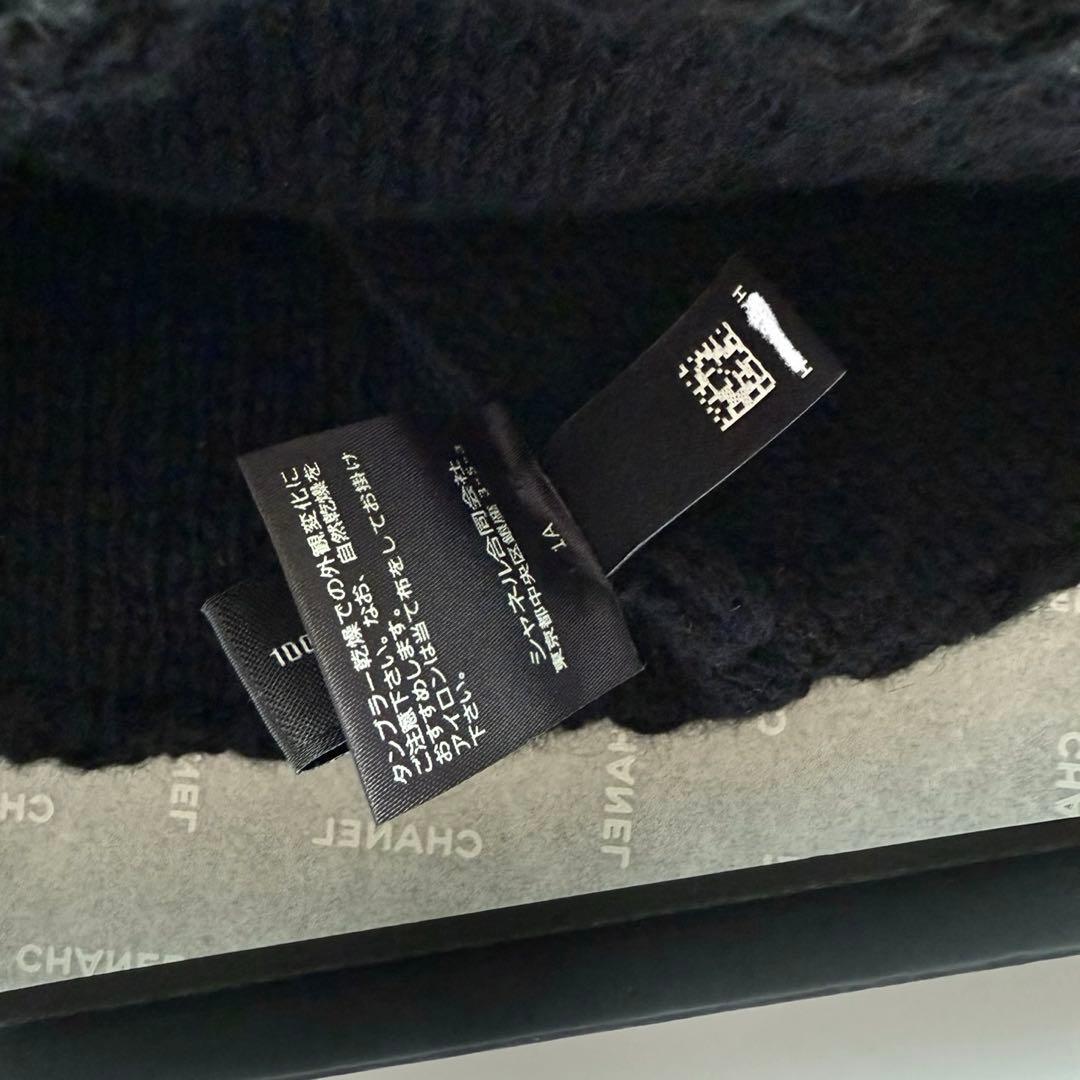 タンブラー乾燥での外観変化に
ご注意下さい。なお、自然乾燥を
おすすめします。
アイロンは当て布をしてお掛け
下さい。
シャネル合同会社
東京都中央区銀座3-5-3
1A
100
H
H
CHANEL
CHANEL
CHANEL
CHANEL